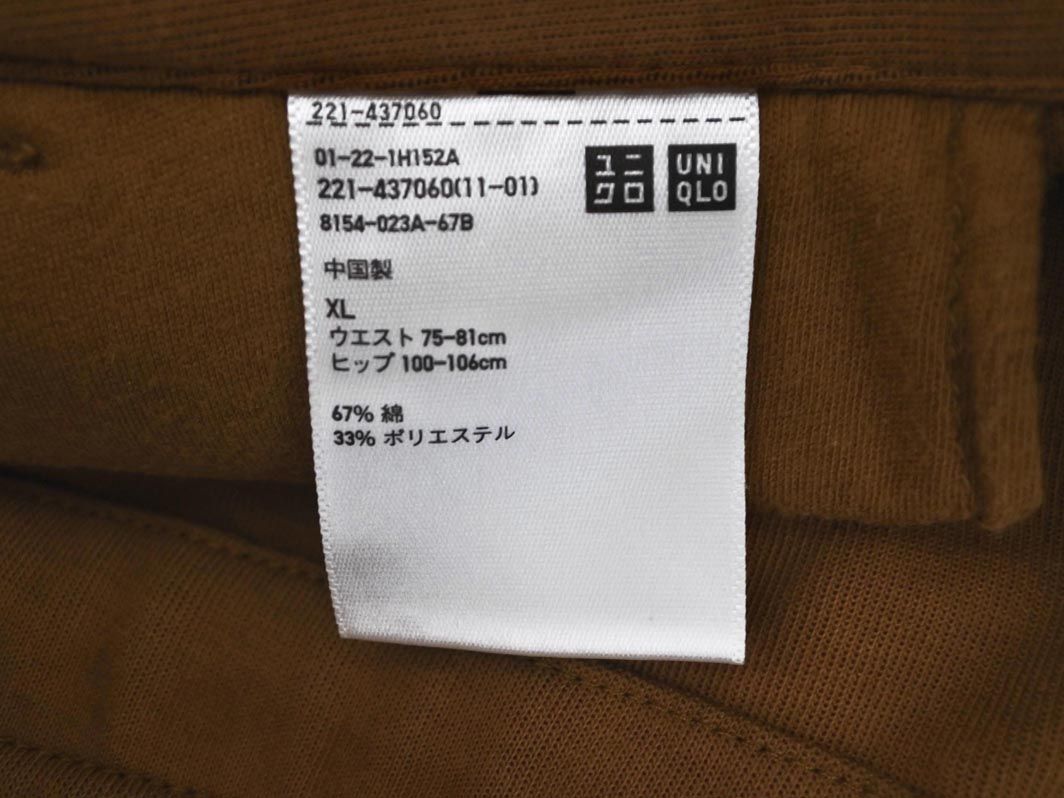 221-437060
01-22-1H152A
221-437060(11-01)
8154-023A-67B
ユニ
クロ
UNI
QLO
中国製
XL
ウエスト 75-81cm
ヒップ 100-106cm
67% 綿
33% ポリエステル